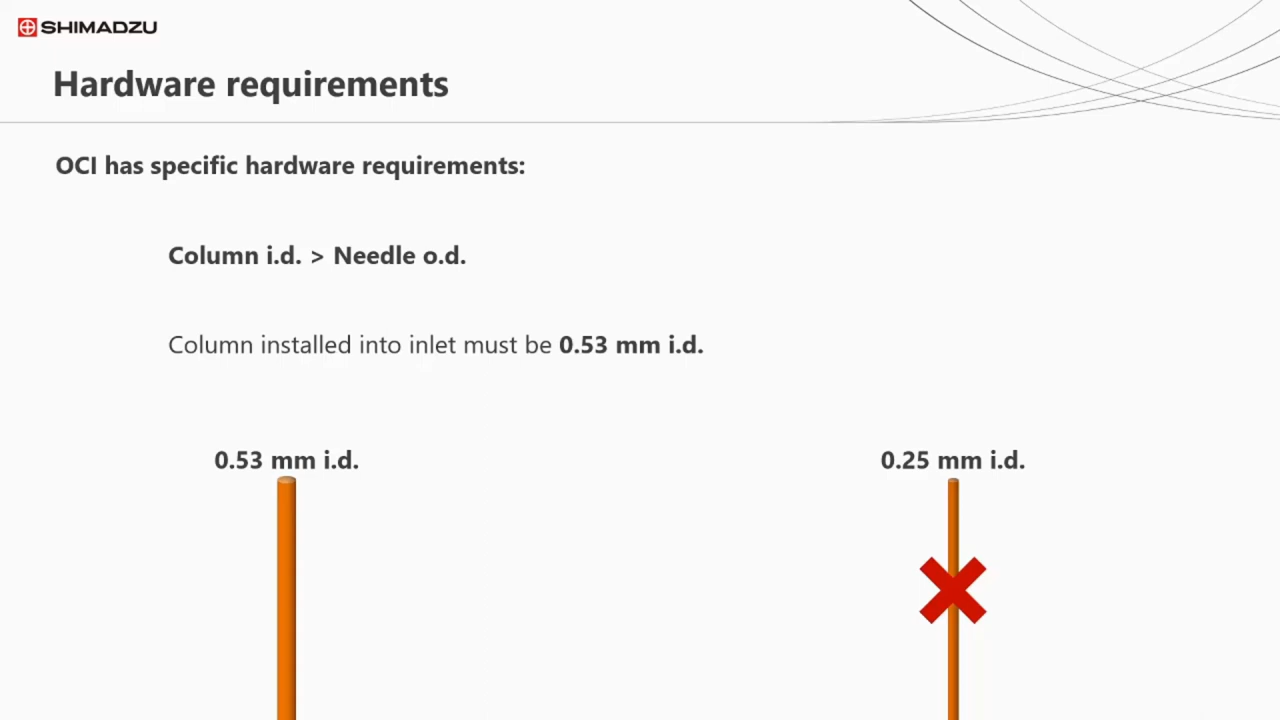 SHIMADZU
Hardware requirements
OCI has specific hardware requirements:
Column i.d. > Needle o.d.
Column installed into inlet must be 0.53 mm i.d.
0.53 mm i.d.
0.25 mm i.d.